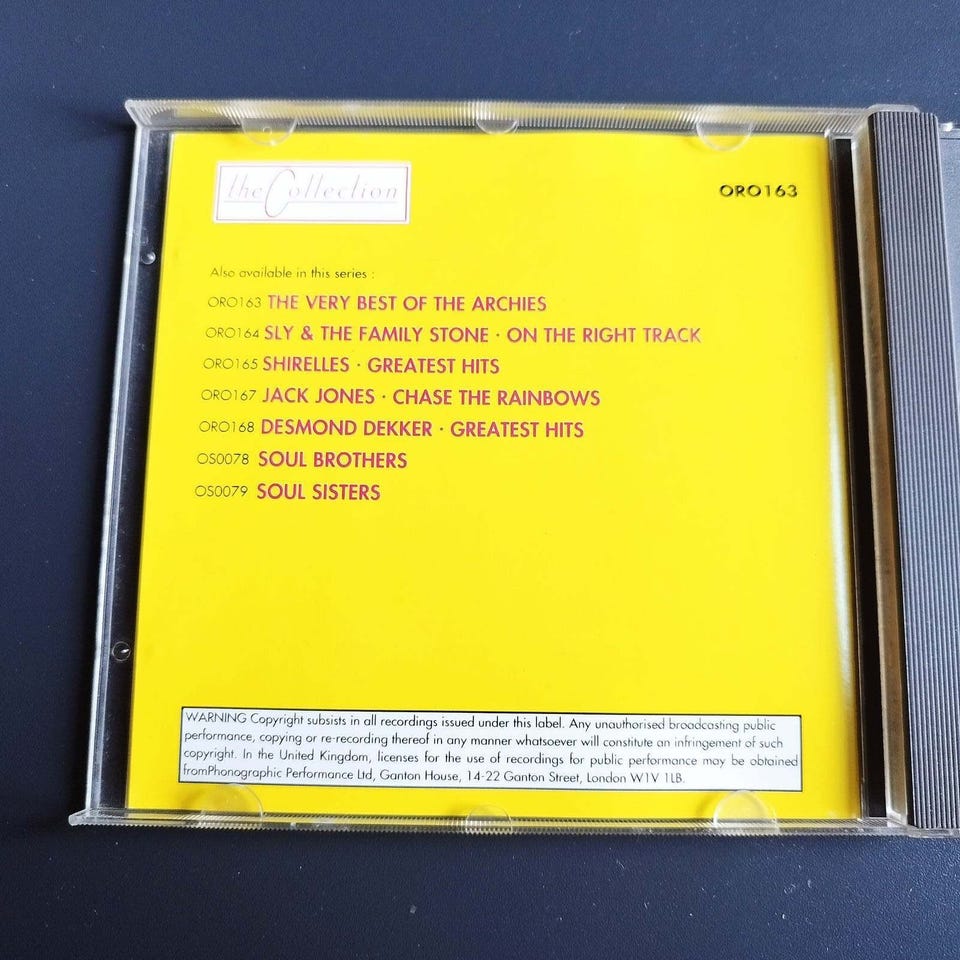 the Collection
ORO163
Also available in this series :
ORO163 THE VERY BEST OF THE ARCHIES
ORO164 SLY & THE FAMILY STONE · ON THE RIGHT TRACK
ORO165 SHIRELLES · GREATEST HITS
ORO167 JACK JONES · CHASE THE RAINBOWS
ORO168 DESMOND DEKKER · GREATEST HITS
OS0078 SOUL BROTHERS
OS0079 SOUL SISTERS
WARNING Copyright subsists in all recordings issued under this label. Any unauthorised broadcasting public
performance, copying or re-recording thereof in any manner whatsoever will constitute an infringement of such
copyright. In the United Kingdom, licenses for the use of recordings for public performance may be obtained
fromPhonographic Performance Ltd, Ganton House, 14-22 Ganton Street, London W1V 1LB.